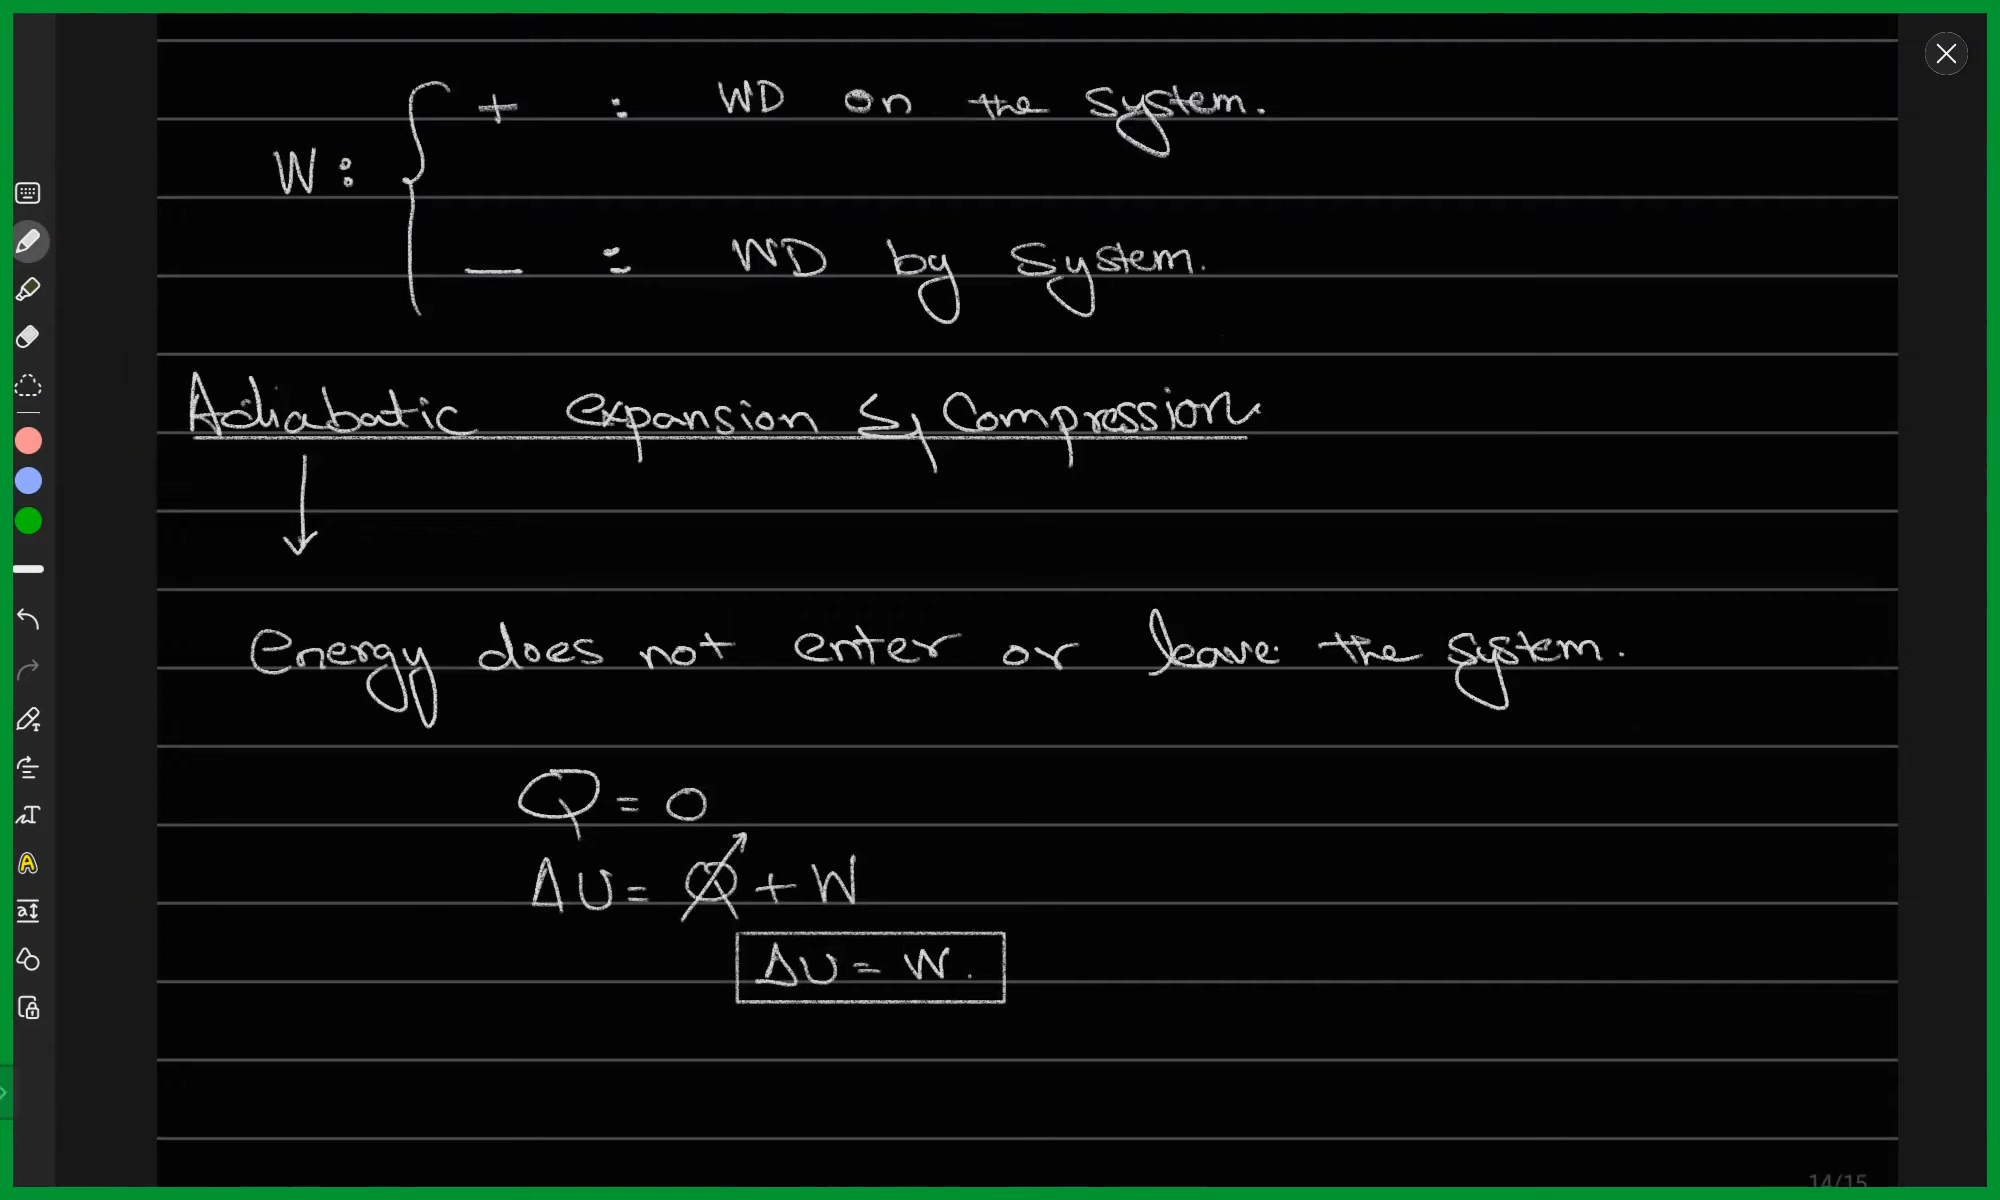 W: { + : WD on the system.
— : WD by system.
Adiabatic expansion & Compression
↓
Energy does not enter or leave the system.
Q = 0
ΔU = Q + W
ΔU = W.
14/15